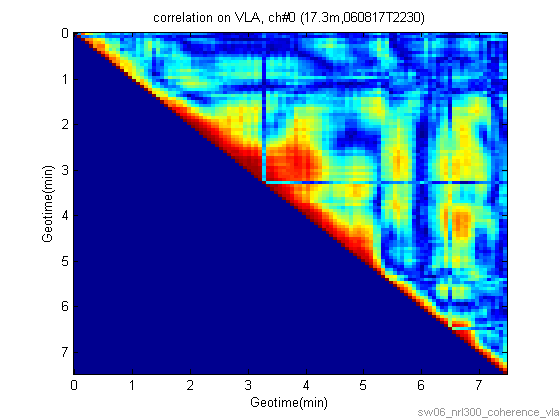 correlation on VLA, ch#0 (17.3m,060817T2230)
0
1
2
3
4
5
6
7
Geotime(min)
0 1 2 3 4 5 6 7
Geotime(min)
sw06_nrl300_coherence_vla